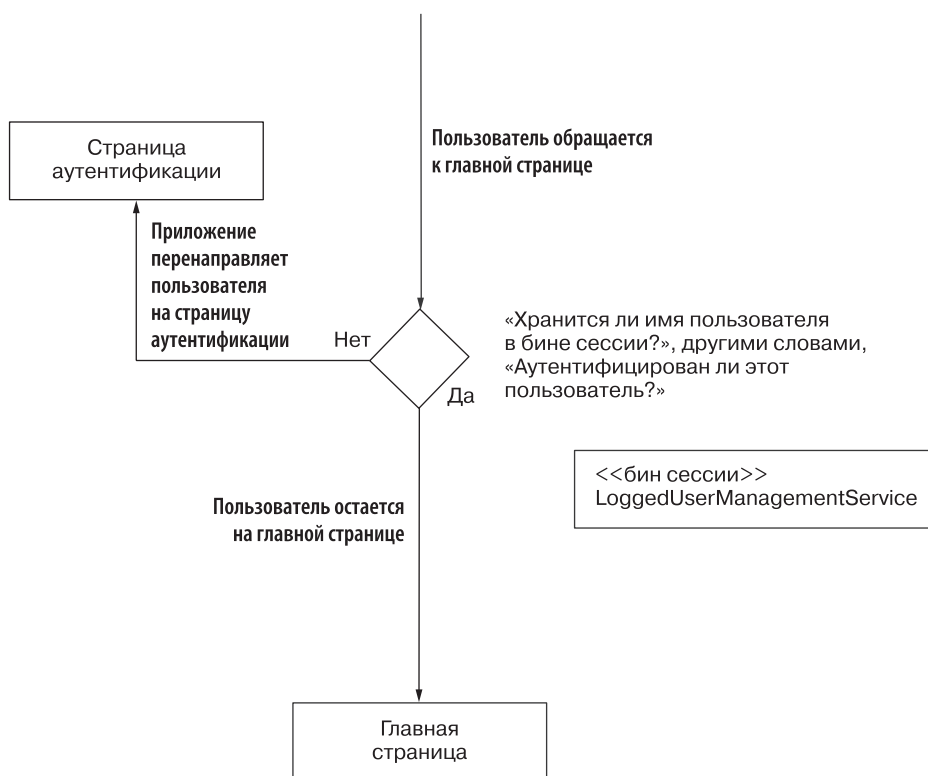 Пользователь обращается
к главной странице
Страница
аутентификации
Приложение
перенаправляет
пользователя
на страницу
аутентификации
Нет
«Хранится ли имя пользователя
в бине сессии?», другими словами,
«Аутентифицирован ли этот
пользователь?»
Да
<<бин сессии>>
LoggedUserManagementService
Пользователь остается
на главной странице
Главная
страница